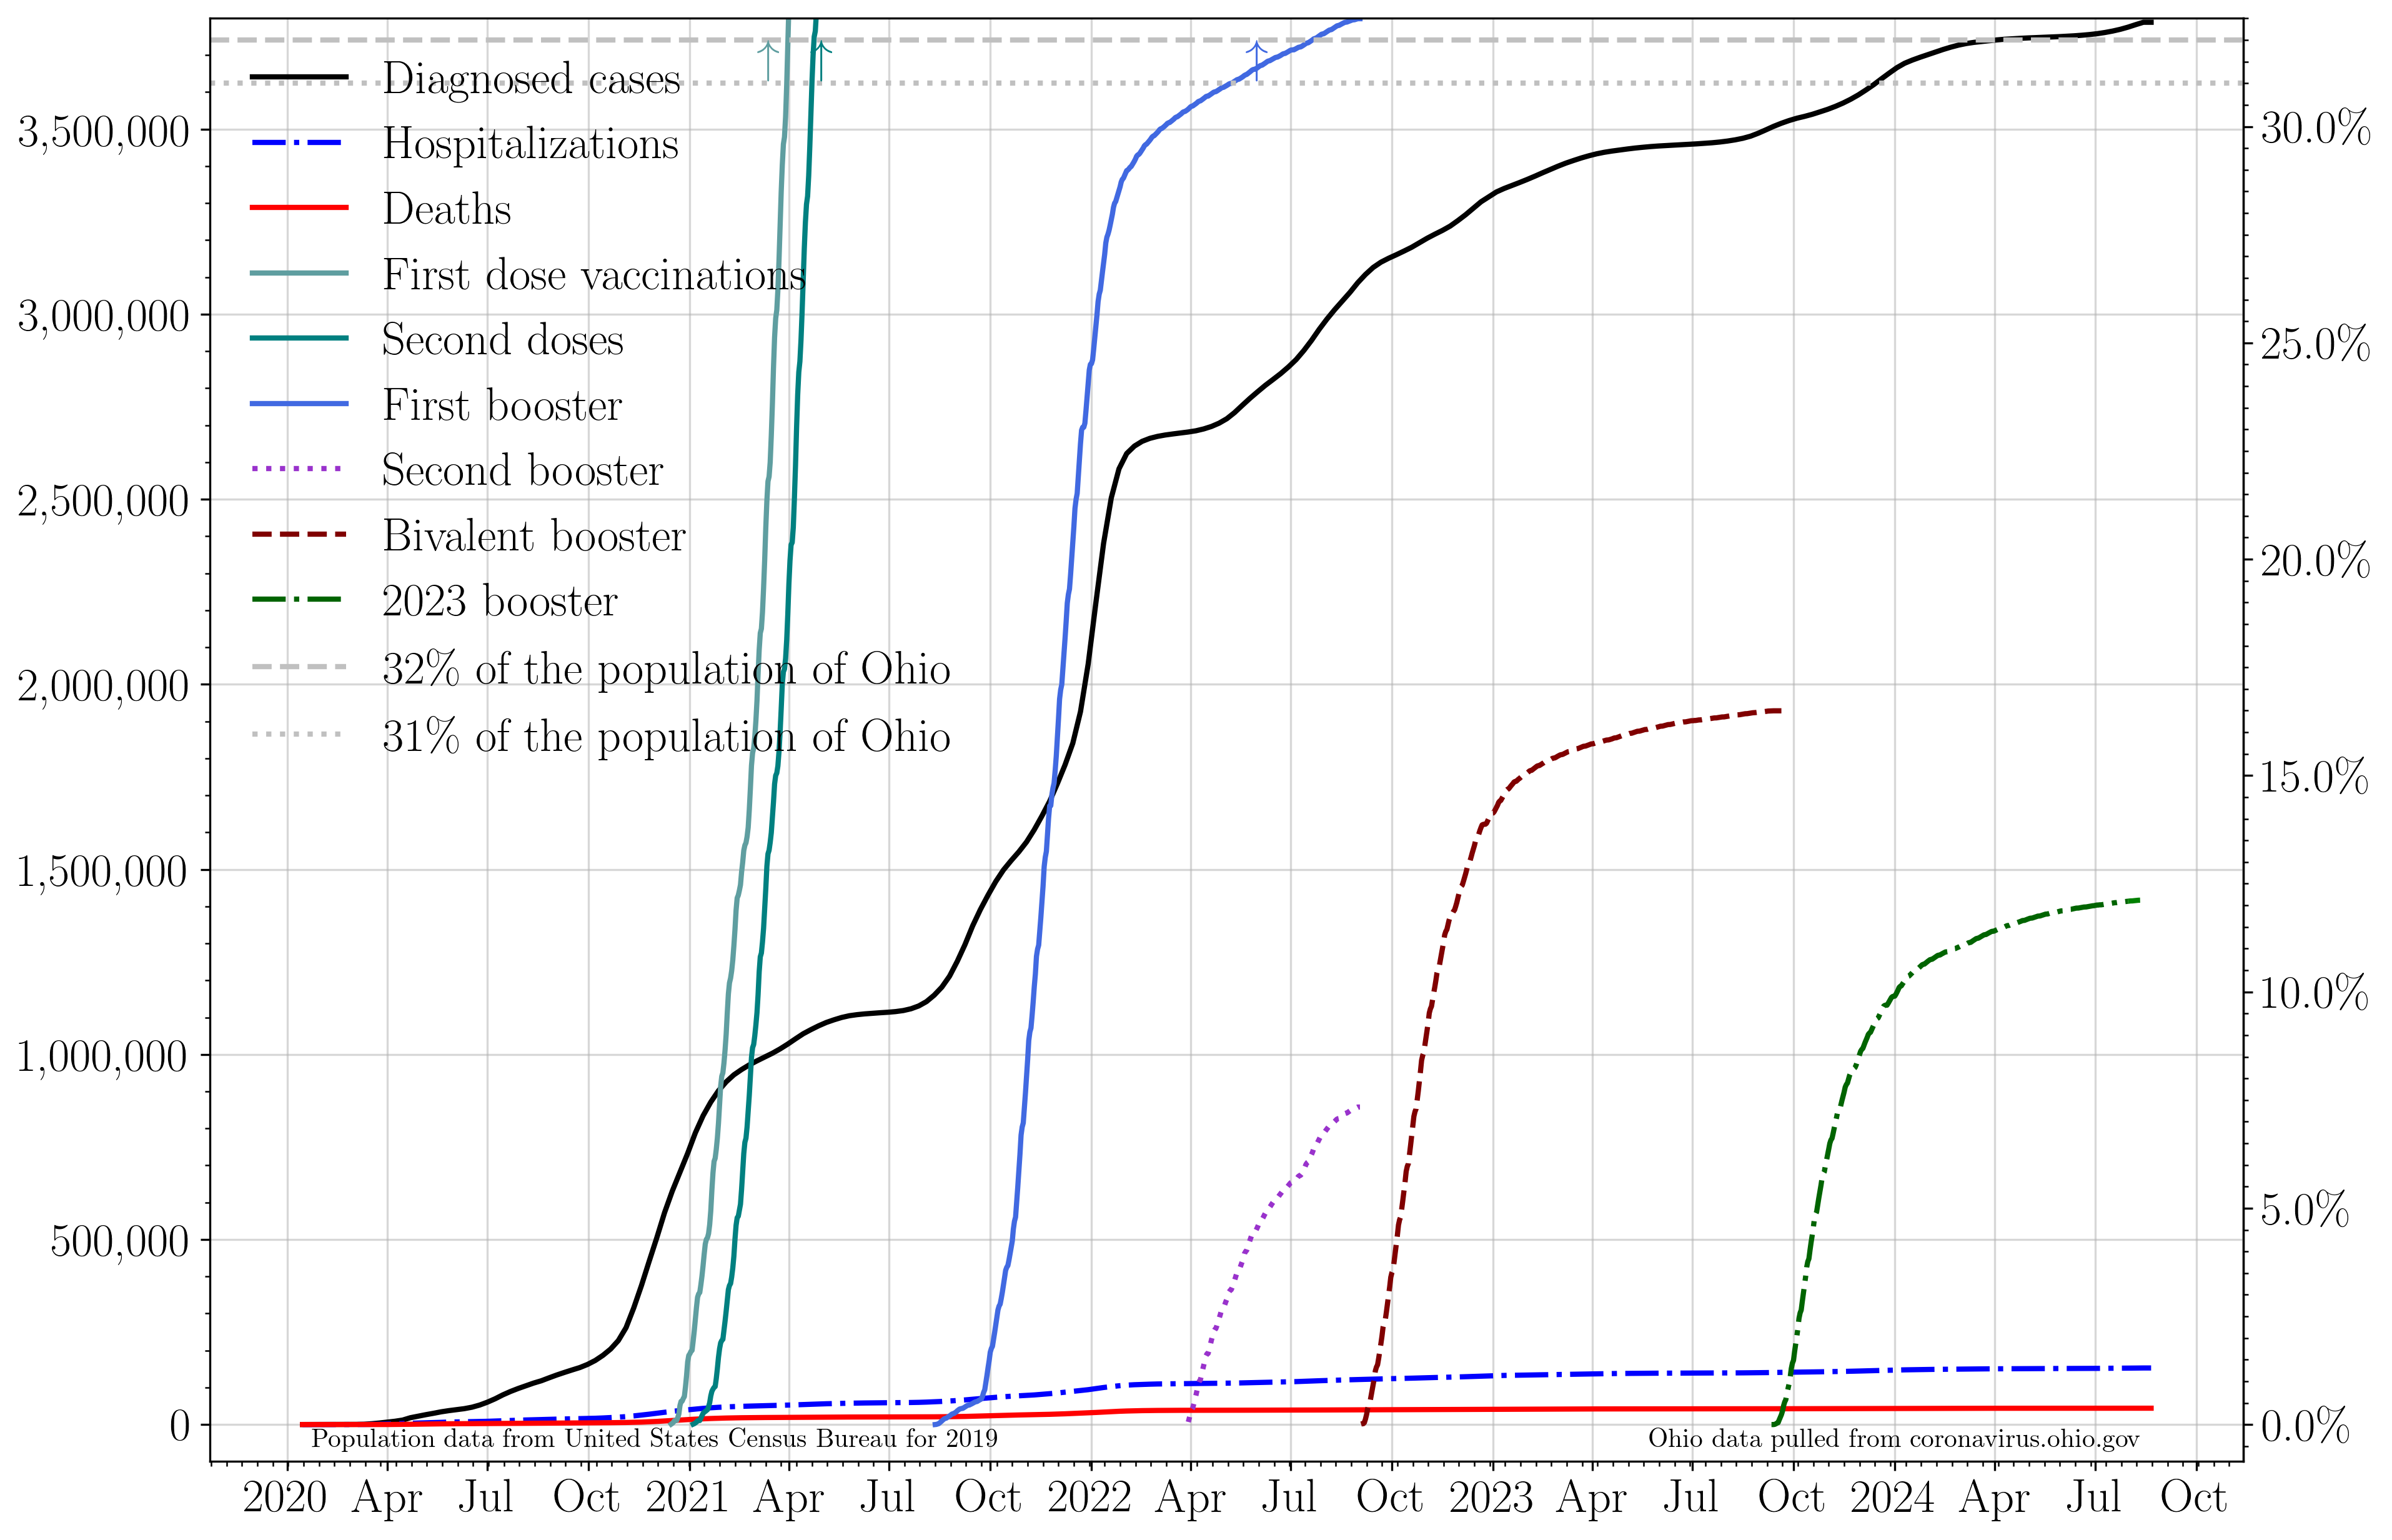 Diagnosed cases
Hospitalizations
Deaths
First dose vaccinations
Second doses
First booster
Second booster
Bivalent booster
2023 booster
32% of the population of Ohio
31% of the population of Ohio
3,500,000
3,000,000
2,500,000
2,000,000
1,500,000
1,000,000
500,000
0
30.0%
25.0%
20.0%
15.0%
10.0%
5.0%
0.0%
Population data from United States Census Bureau for 2019
Ohio data pulled from coronavirus.ohio.gov
2020 Apr Jul Oct 2021 Apr Jul Oct 2022 Apr Jul Oct 2023 Apr Jul Oct 2024 Apr Jul Oct